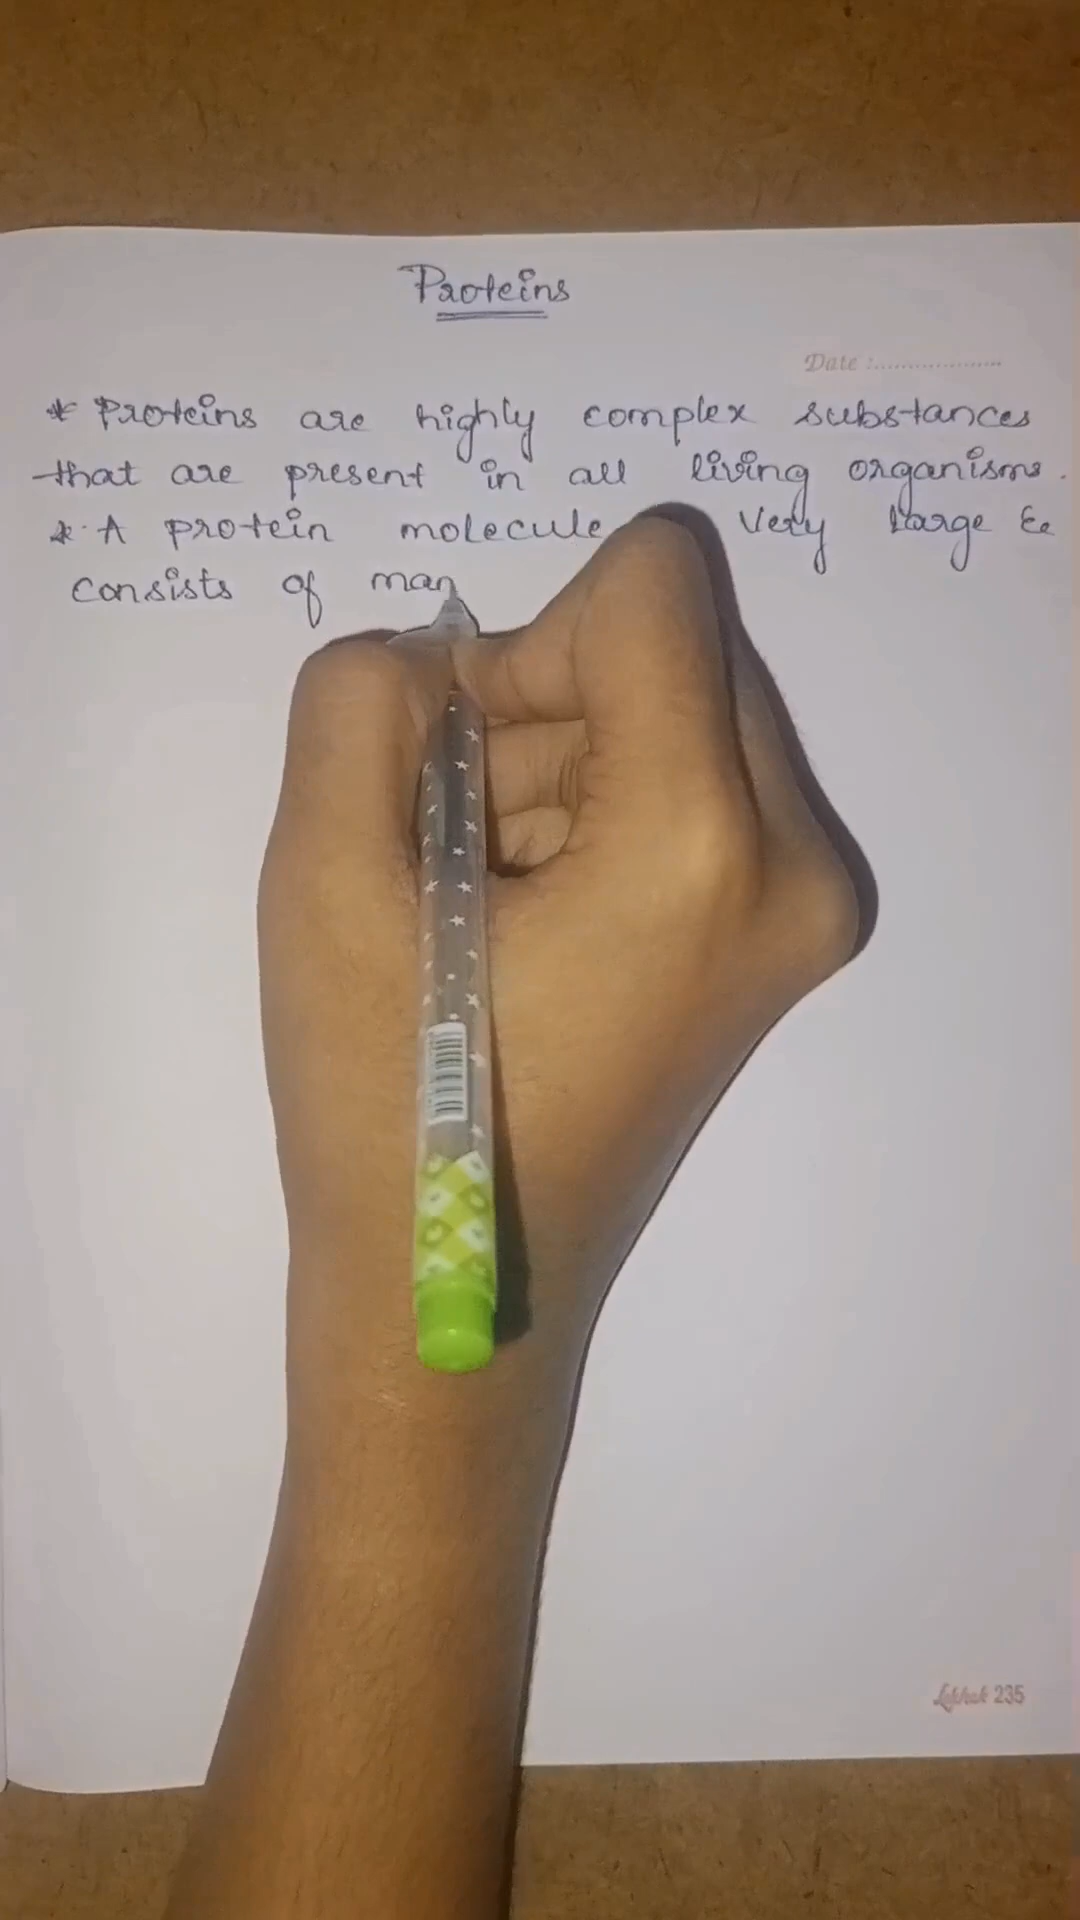 Proteins
Date :....................
* Proteins are highly complex substances
that are present in all living organisms.
*. A protein molecule Very large &
consists of man
Lekhak 235